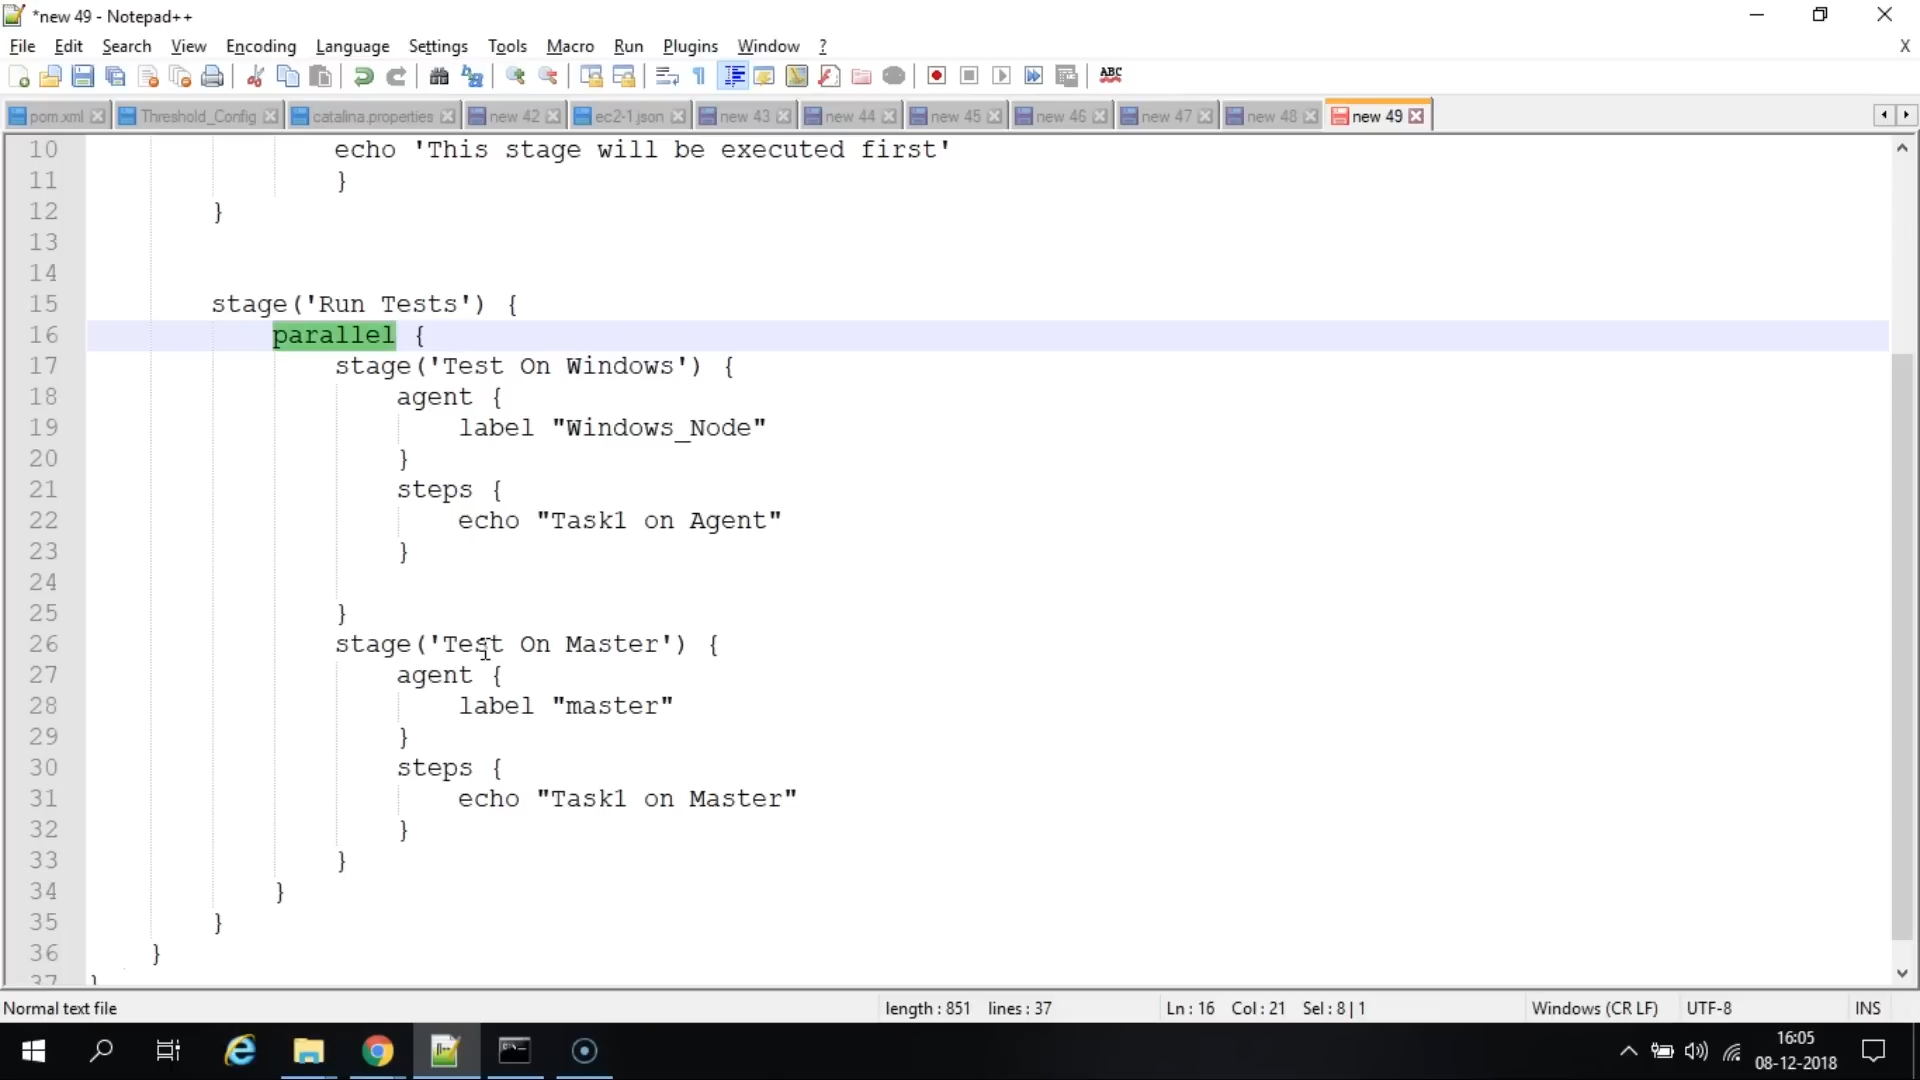 *new 49 - Notepad++
File Edit Search View Encoding Language Settings Tools Macro Run Plugins Window ? X
ABC
pom.xml Threshold_Config catalina.properties new 42 ec2-1.json new 43 new 44 new 45 new 46 new 47 new 48 new 49
10 echo 'This stage will be executed first'
11 }
12 }
13
14
15 stage('Run Tests') {
16 parallel {
17 stage('Test On Windows') {
18 agent {
19 label "Windows_Node"
20 }
21 steps {
22 echo "Task1 on Agent"
23 }
24
25 }
26 stage('Test On Master') {
27 agent {
28 label "master"
29 }
30 steps {
31 echo "Task1 on Master"
32 }
33 }
34 }
35 }
36 }
37 }
Normal text file length : 851 lines : 37 Ln : 16 Col : 21 Sel : 8 | 1 Windows (CR LF) UTF-8 INS
16:05
08-12-2018